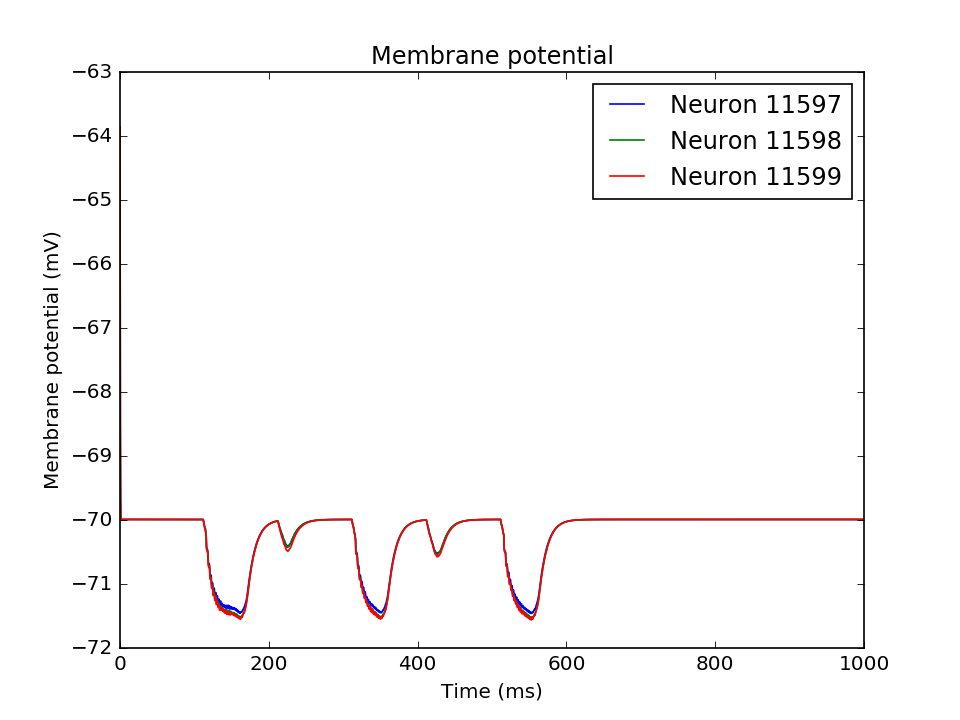 Membrane potential
Neuron 11597
Neuron 11598
Neuron 11599
Membrane potential (mV)
−63
−64
−65
−66
−67
−68
−69
−70
−71
−72
0 200 400 600 800 1000
Time (ms)